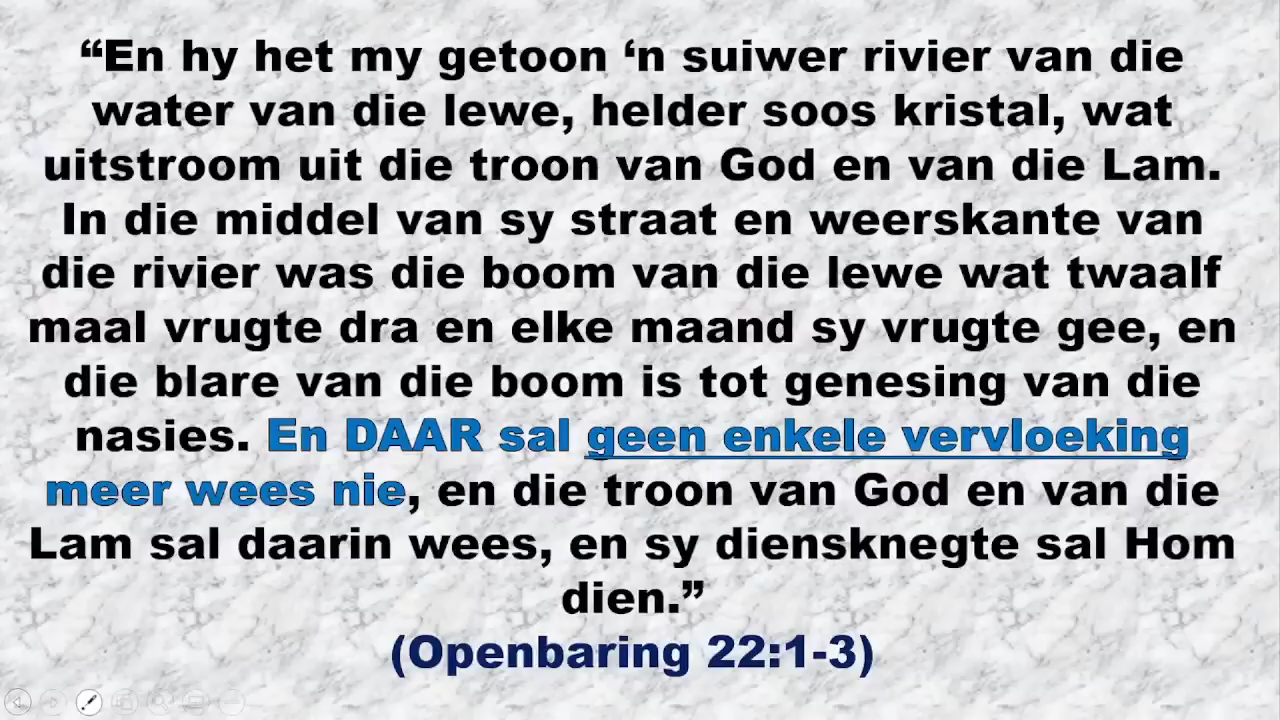 “En hy het my getoon ‘n suiwer rivier van die
water van die lewe, helder soos kristal, wat
uitstroom uit die troon van God en van die Lam.
In die middel van sy straat en weerskante van
die rivier was die boom van die lewe wat twaalf
maal vrugte dra en elke maand sy vrugte gee, en
die blare van die boom is tot genesing van die
nasies. En DAAR sal geen enkele vervloeking
meer wees nie, en die troon van God en van die
Lam sal daarin wees, en sy diensknegte sal Hom
dien.”
(Openbaring 22:1-3)